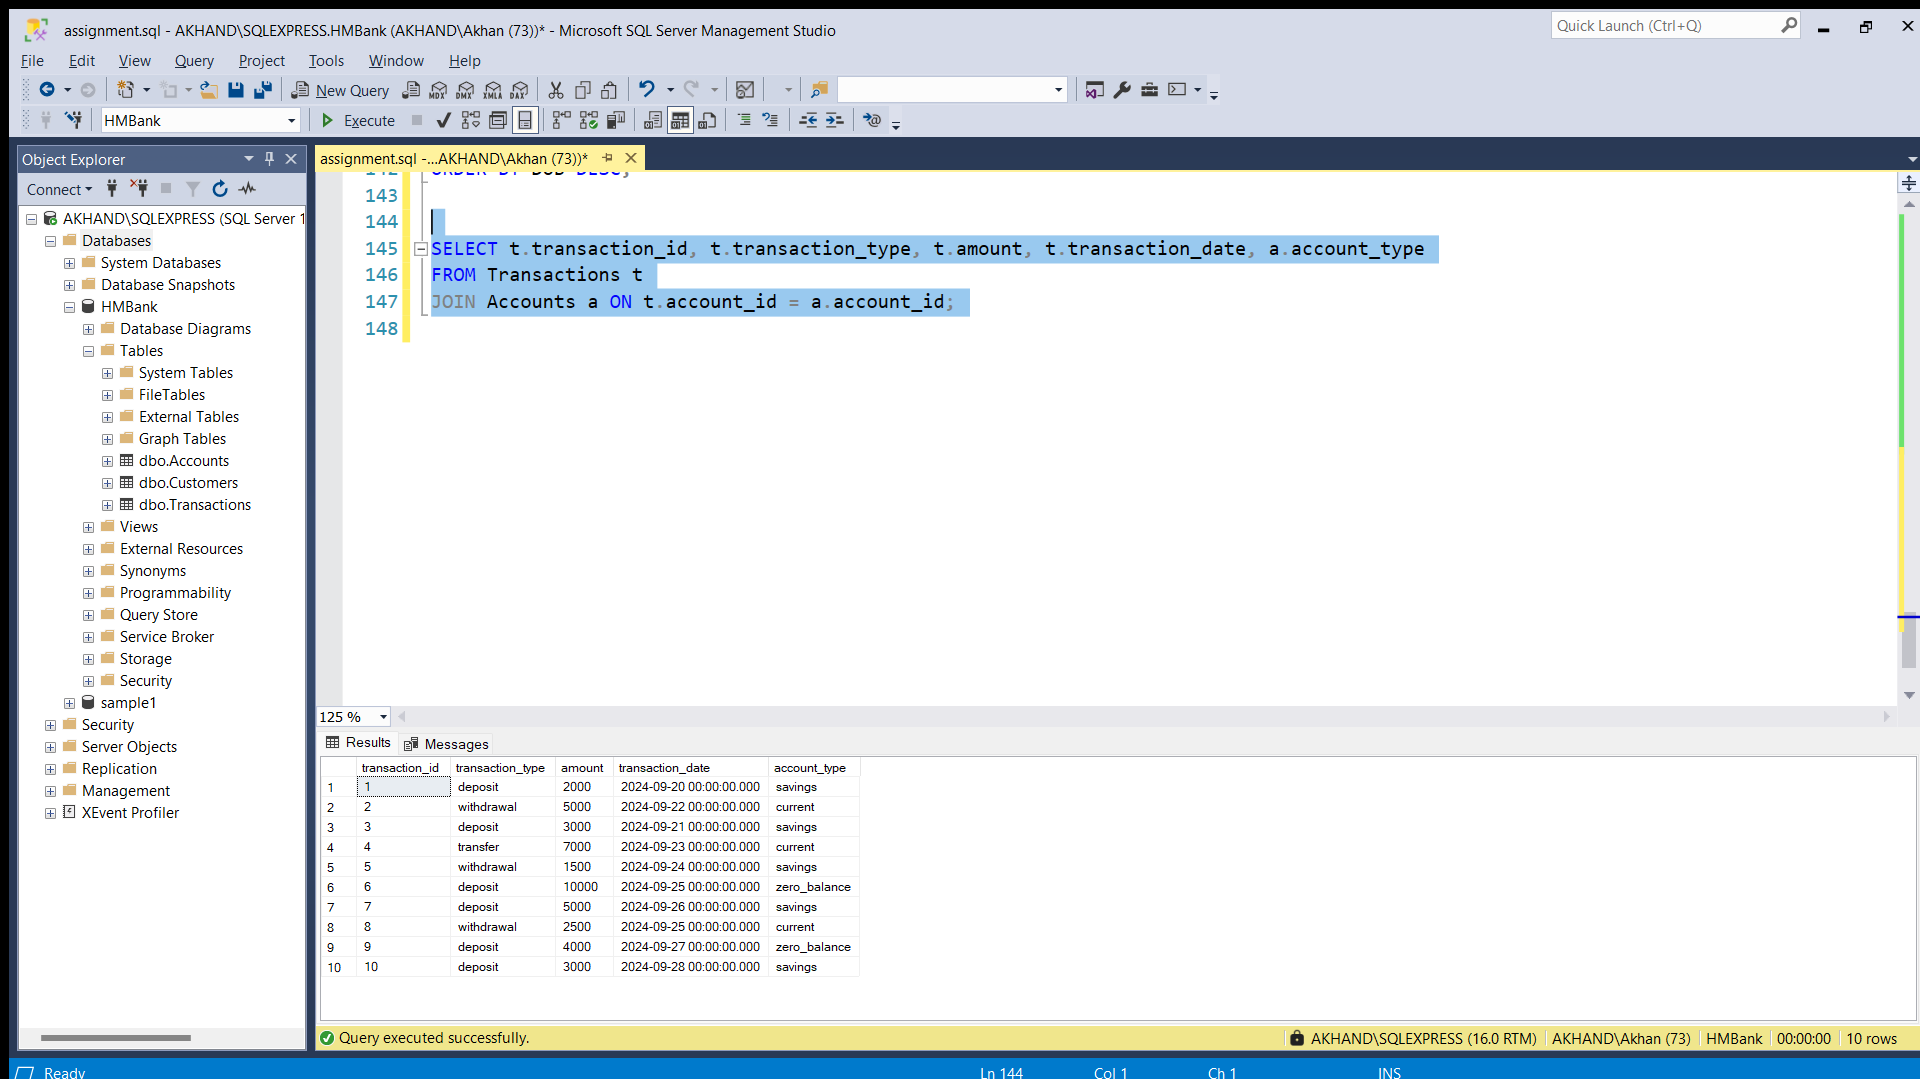 assignment.sql - AKHAND\SQLEXPRESS.HMBank (AKHAND\Akhan (73))* - Microsoft SQL Server Management Studio
Quick Launch (Ctrl+Q)
File Edit View Query Project Tools Window Help
New Query MDX DMX XMLA DAX
HMBank Execute
Object Explorer
Connect
AKHAND\SQLEXPRESS (SQL Server 1
Databases
System Databases
Database Snapshots
HMBank
Database Diagrams
Tables
System Tables
FileTables
External Tables
Graph Tables
dbo.Accounts
dbo.Customers
dbo.Transactions
Views
External Resources
Synonyms
Programmability
Query Store
Service Broker
Storage
Security
sample1
Security
Server Objects
Replication
Management
XEvent Profiler
assignment.sql -...AKHAND\Akhan (73))*
142 ORDER BY DOB DESC;
143
144
145 SELECT t.transaction_id, t.transaction_type, t.amount, t.transaction_date, a.account_type
146 FROM Transactions t
147 JOIN Accounts a ON t.account_id = a.account_id;
148
125 %
Results Messages
transaction_id transaction_type amount transaction_date account_type
1 1 deposit 2000 2024-09-20 00:00:00.000 savings
2 2 withdrawal 5000 2024-09-22 00:00:00.000 current
3 3 deposit 3000 2024-09-21 00:00:00.000 savings
4 4 transfer 7000 2024-09-23 00:00:00.000 current
5 5 withdrawal 1500 2024-09-24 00:00:00.000 savings
6 6 deposit 10000 2024-09-25 00:00:00.000 zero_balance
7 7 deposit 5000 2024-09-26 00:00:00.000 savings
8 8 withdrawal 2500 2024-09-25 00:00:00.000 current
9 9 deposit 4000 2024-09-27 00:00:00.000 zero_balance
10 10 deposit 3000 2024-09-28 00:00:00.000 savings
Query executed successfully. AKHAND\SQLEXPRESS (16.0 RTM) AKHAND\Akhan (73) HMBank 00:00:00 10 rows
Ready Ln 144 Col 1 Ch 1 INS